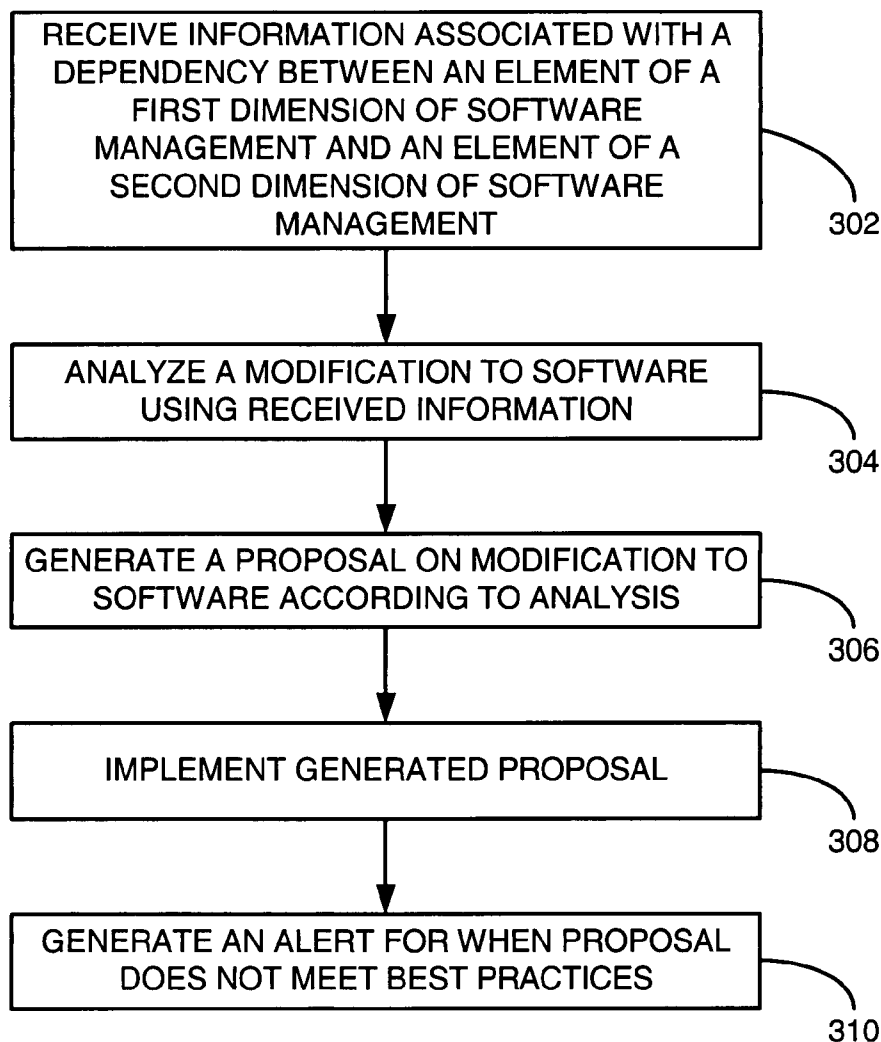 RECEIVE INFORMATION ASSOCIATED WITH A
DEPENDENCY BETWEEN AN ELEMENT OF A
FIRST DIMENSION OF SOFTWARE
MANAGEMENT AND AN ELEMENT OF A
SECOND DIMENSION OF SOFTWARE
MANAGEMENT
302
ANALYZE A MODIFICATION TO SOFTWARE
USING RECEIVED INFORMATION
304
GENERATE A PROPOSAL ON MODIFICATION TO
SOFTWARE ACCORDING TO ANALYSIS
306
IMPLEMENT GENERATED PROPOSAL
308
GENERATE AN ALERT FOR WHEN PROPOSAL
DOES NOT MEET BEST PRACTICES
310